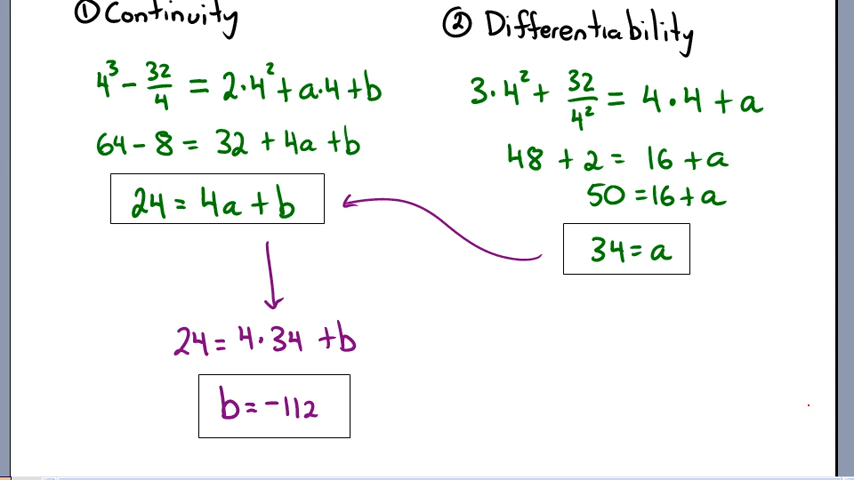 ① Continuity
4³ - 32/4 = 2·4² + a·4 + b
64 - 8 = 32 + 4a + b
24 = 4a + b
24 = 4·34 + b
b = -112
② Differentiability
3·4² + 32/4² = 4·4 + a
48 + 2 = 16 + a
50 = 16 + a
34 = a